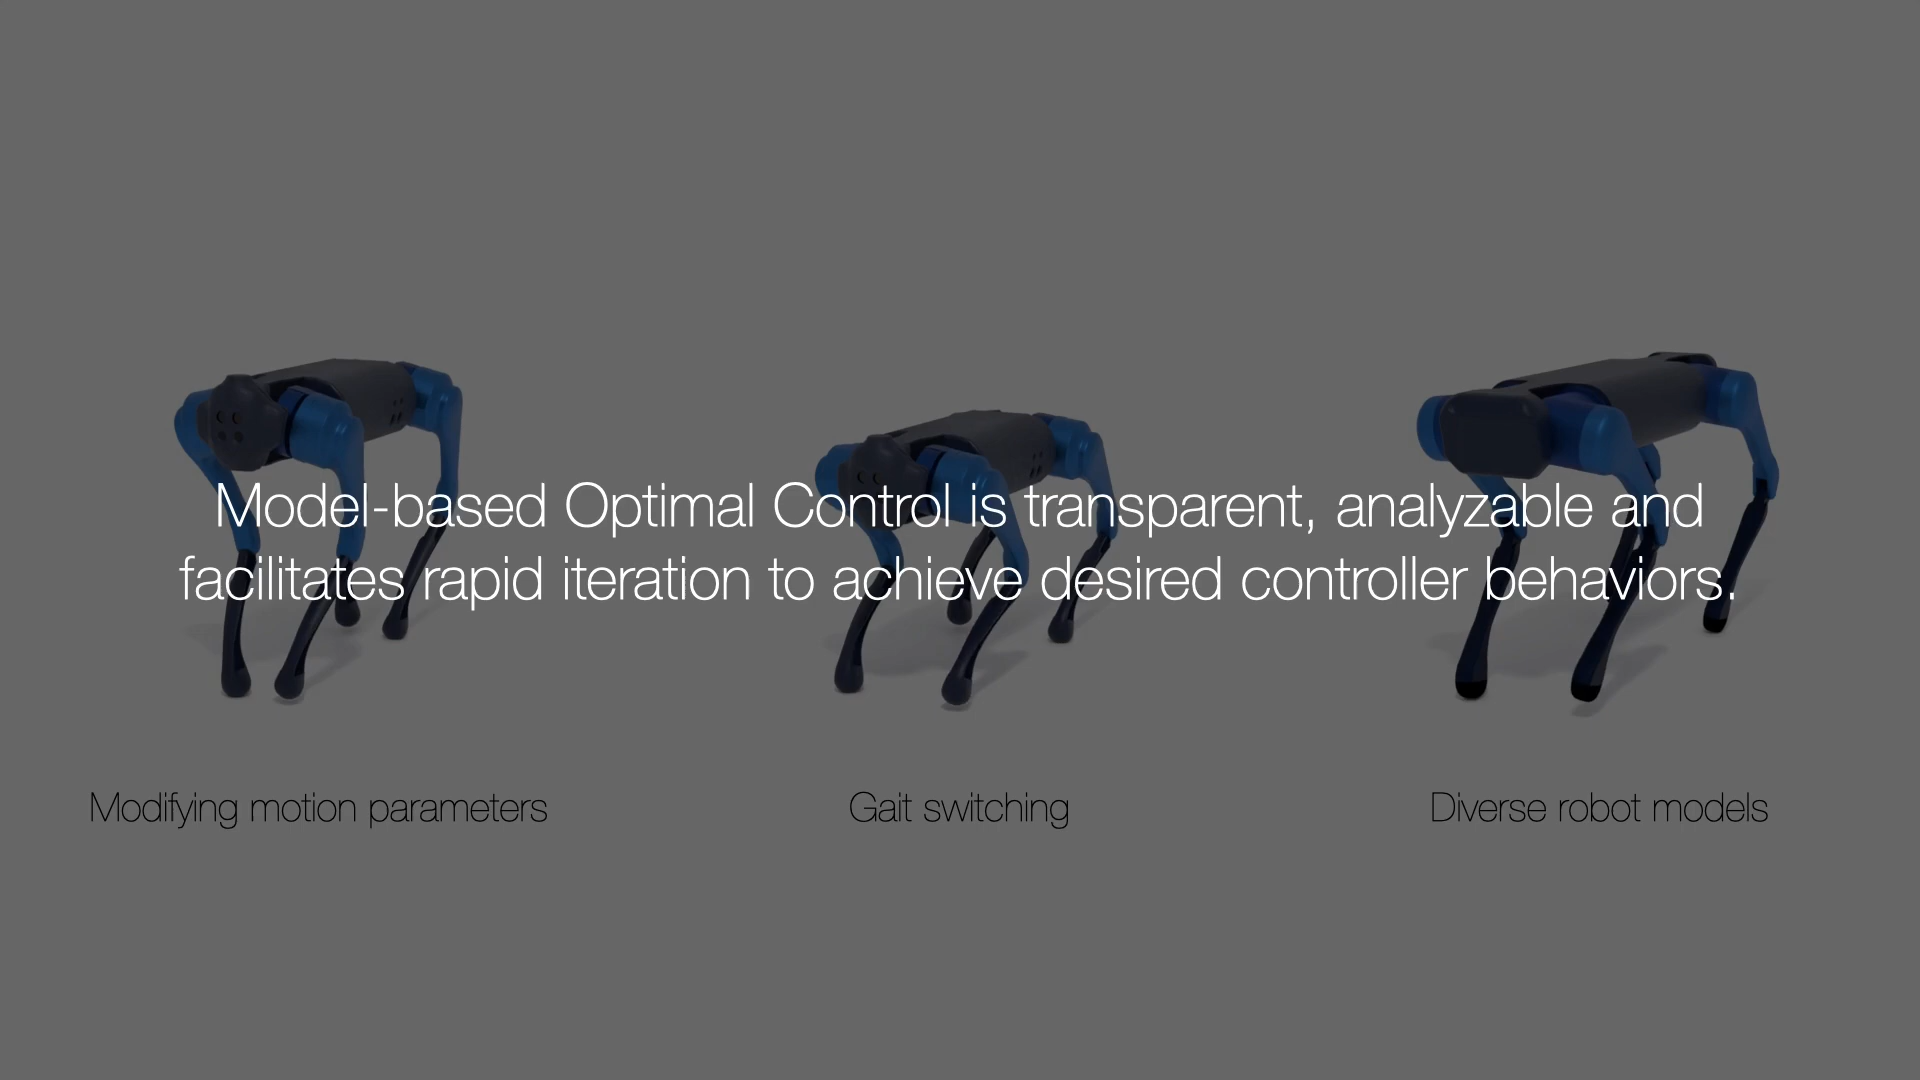 Model-based Optimal Control is transparent, analyzable and
facilitates rapid iteration to achieve desired controller behaviors.
Modifying motion parameters
Gait switching
Diverse robot models